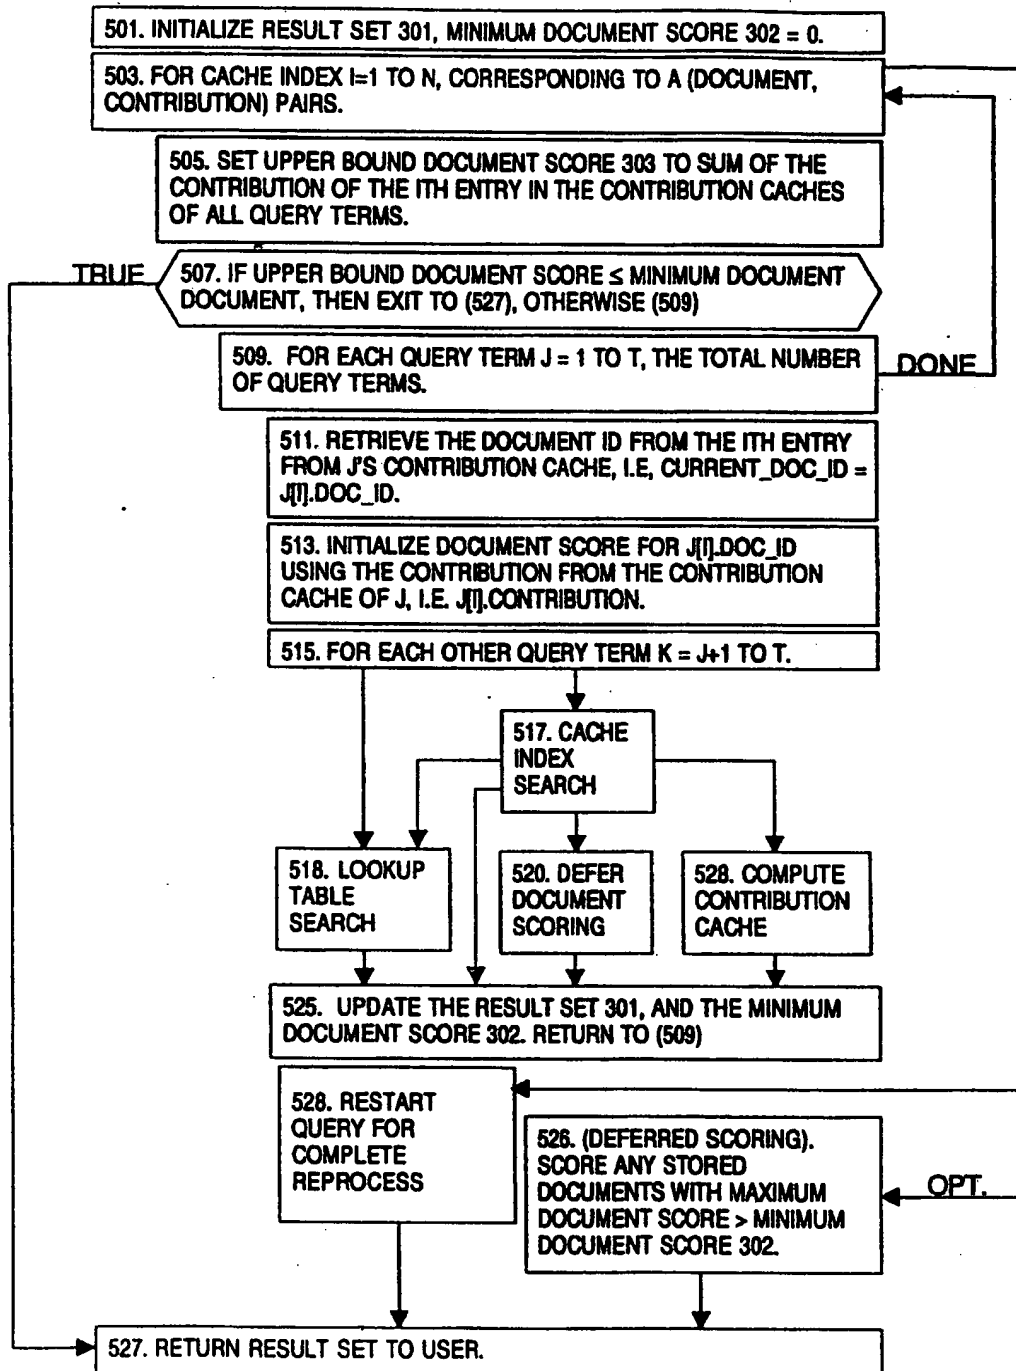 501. INITIALIZE RESULT SET 301, MINIMUM DOCUMENT SCORE 302 = 0.
503. FOR CACHE INDEX I=1 TO N, CORRESPONDING TO A (DOCUMENT,
CONTRIBUTION) PAIRS.
505. SET UPPER BOUND DOCUMENT SCORE 303 TO SUM OF THE
CONTRIBUTION OF THE ITH ENTRY IN THE CONTRIBUTION CACHES
OF ALL QUERY TERMS.
TRUE
507. IF UPPER BOUND DOCUMENT SCORE ≤ MINIMUM DOCUMENT
DOCUMENT, THEN EXIT TO (527), OTHERWISE (509)
509. FOR EACH QUERY TERM J = 1 TO T, THE TOTAL NUMBER
OF QUERY TERMS.
DONE
511. RETRIEVE THE DOCUMENT ID FROM THE ITH ENTRY
FROM J'S CONTRIBUTION CACHE, I.E, CURRENT_DOC_ID =
J[I].DOC_ID.
513. INITIALIZE DOCUMENT SCORE FOR J[I].DOC_ID
USING THE CONTRIBUTION FROM THE CONTRIBUTION
CACHE OF J, I.E. J[I].CONTRIBUTION.
515. FOR EACH OTHER QUERY TERM K = J+1 TO T.
517. CACHE
INDEX
SEARCH
518. LOOKUP
TABLE
SEARCH
520. DEFER
DOCUMENT
SCORING
528. COMPUTE
CONTRIBUTION
CACHE
525. UPDATE THE RESULT SET 301, AND THE MINIMUM
DOCUMENT SCORE 302. RETURN TO (509)
528. RESTART
QUERY FOR
COMPLETE
REPROCESS
526. (DEFERRED SCORING).
SCORE ANY STORED
DOCUMENTS WITH MAXIMUM
DOCUMENT SCORE > MINIMUM
DOCUMENT SCORE 302.
OPT.
527. RETURN RESULT SET TO USER.